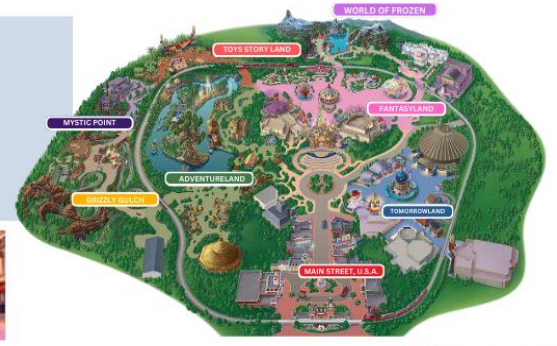 WORLD OF FROZEN
TOYS STORY LAND
FANTASYLAND
MYSTIC POINT
ADVENTURELAND
GRIZZLY GULCH
TOMORROWLAND
MAIN STREET, U.S.A.